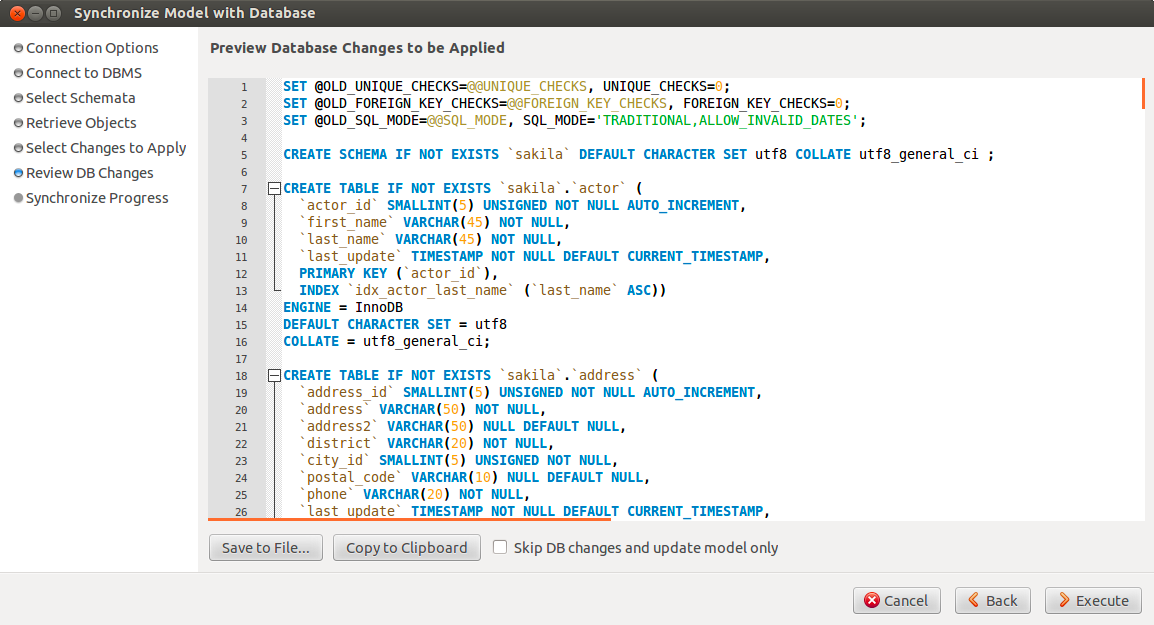 Synchronize Model with Database
Connection Options
Connect to DBMS
Select Schemata
Retrieve Objects
Select Changes to Apply
Review DB Changes
Synchronize Progress
Preview Database Changes to be Applied
1 SET @OLD_UNIQUE_CHECKS=@@UNIQUE_CHECKS, UNIQUE_CHECKS=0;
2 SET @OLD_FOREIGN_KEY_CHECKS=@@FOREIGN_KEY_CHECKS, FOREIGN_KEY_CHECKS=0;
3 SET @OLD_SQL_MODE=@@SQL_MODE, SQL_MODE='TRADITIONAL,ALLOW_INVALID_DATES';
4
5 CREATE SCHEMA IF NOT EXISTS `sakila` DEFAULT CHARACTER SET utf8 COLLATE utf8_general_ci ;
6
7 CREATE TABLE IF NOT EXISTS `sakila`.`actor` (
8 `actor_id` SMALLINT(5) UNSIGNED NOT NULL AUTO_INCREMENT,
9 `first_name` VARCHAR(45) NOT NULL,
10 `last_name` VARCHAR(45) NOT NULL,
11 `last_update` TIMESTAMP NOT NULL DEFAULT CURRENT_TIMESTAMP,
12 PRIMARY KEY (`actor_id`),
13 INDEX `idx_actor_last_name` (`last_name` ASC))
14 ENGINE = InnoDB
15 DEFAULT CHARACTER SET = utf8
16 COLLATE = utf8_general_ci;
17
18 CREATE TABLE IF NOT EXISTS `sakila`.`address` (
19 `address_id` SMALLINT(5) UNSIGNED NOT NULL AUTO_INCREMENT,
20 `address` VARCHAR(50) NOT NULL,
21 `address2` VARCHAR(50) NULL DEFAULT NULL,
22 `district` VARCHAR(20) NOT NULL,
23 `city_id` SMALLINT(5) UNSIGNED NOT NULL,
24 `postal_code` VARCHAR(10) NULL DEFAULT NULL,
25 `phone` VARCHAR(20) NOT NULL,
26 `last_update` TIMESTAMP NOT NULL DEFAULT CURRENT_TIMESTAMP,
Save to File... Copy to Clipboard Skip DB changes and update model only
Cancel Back Execute